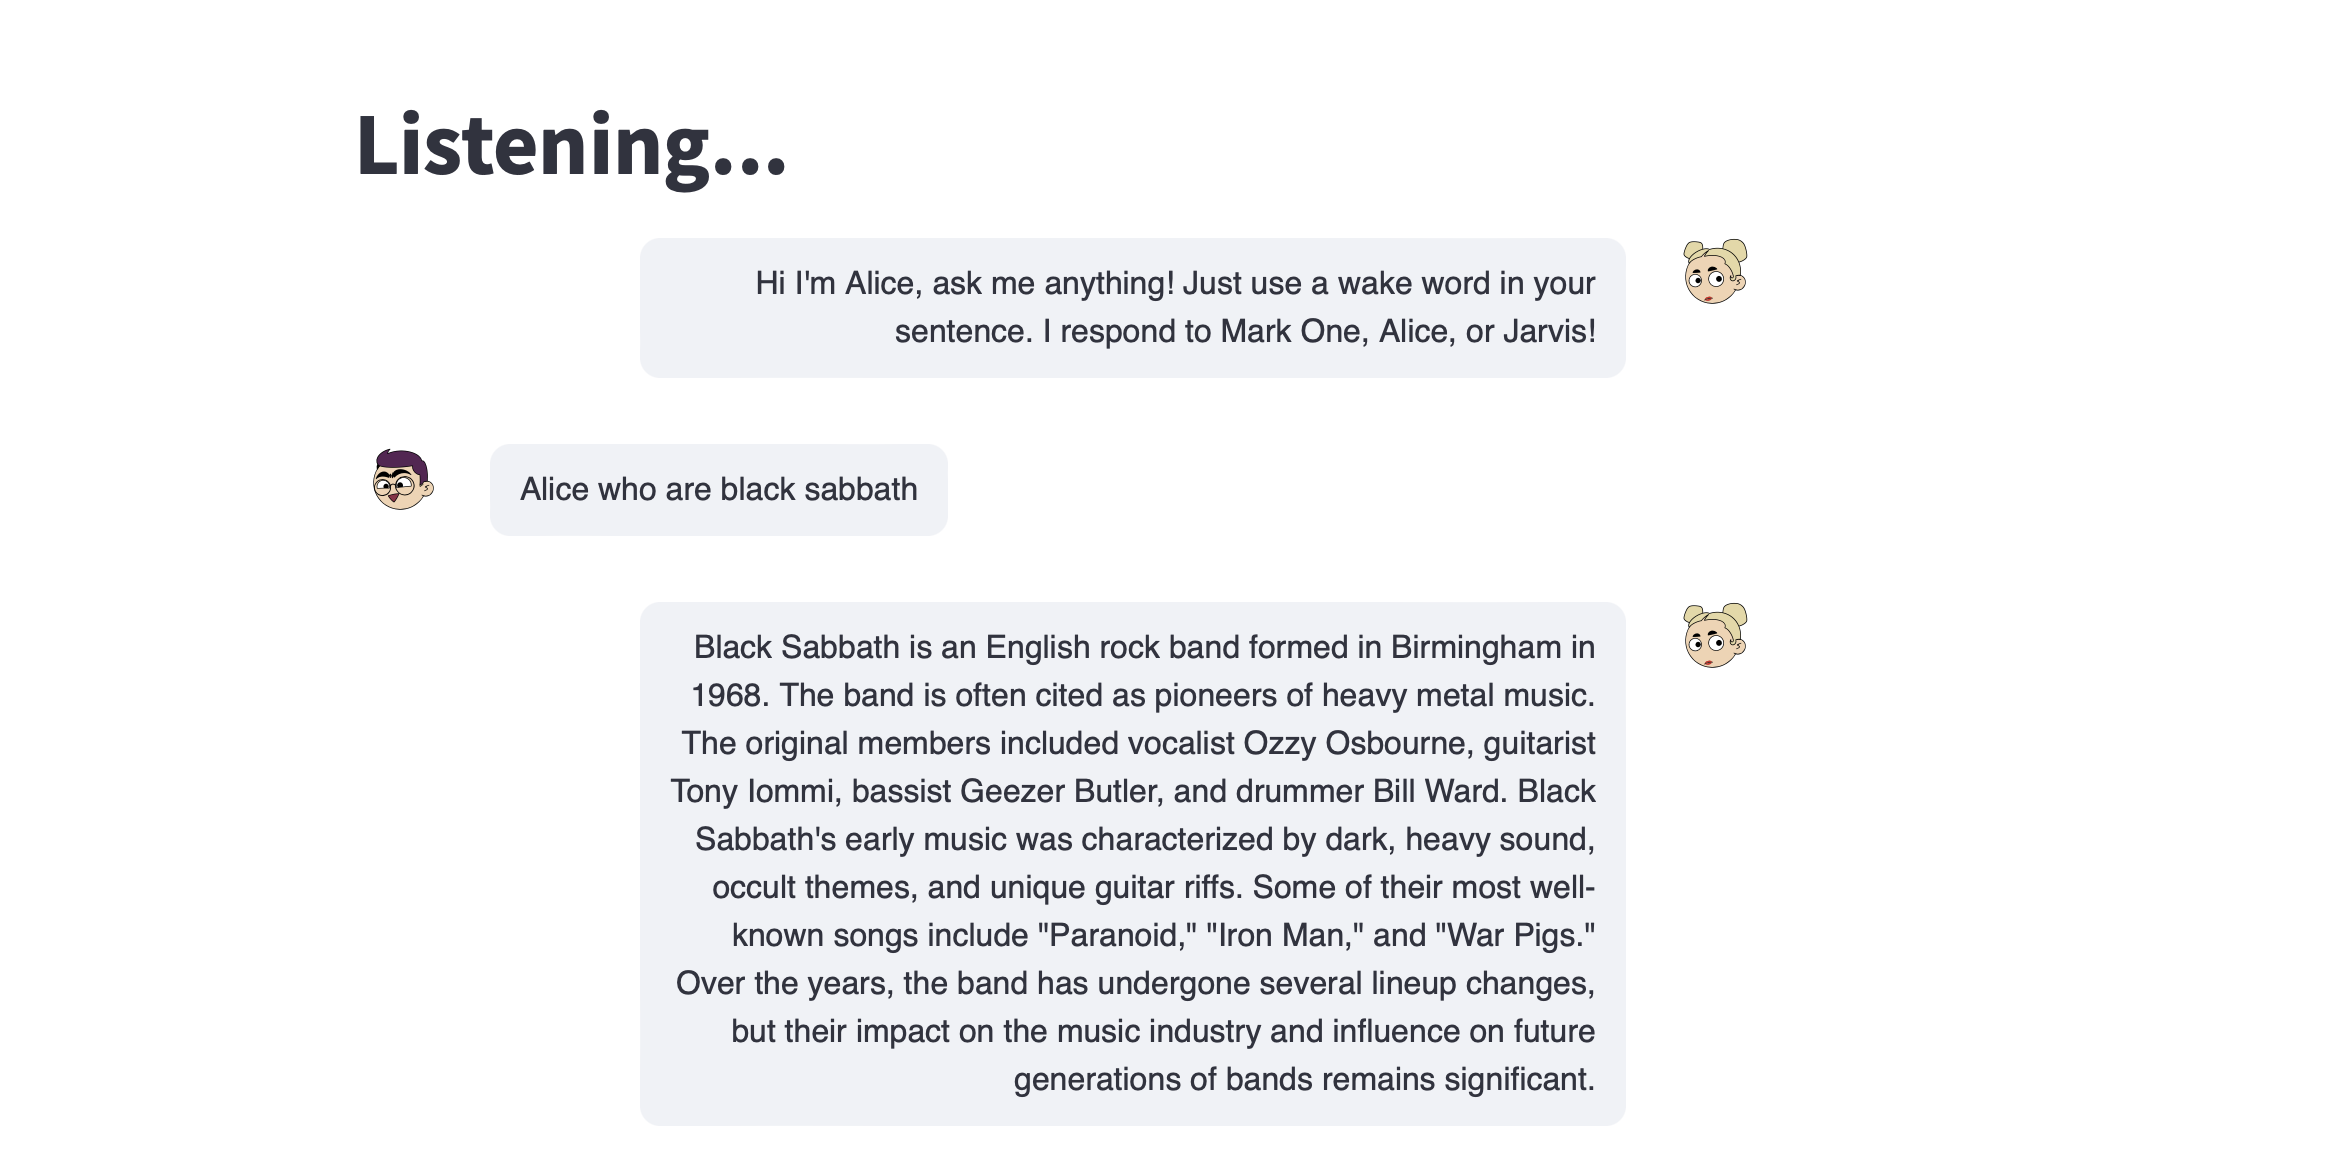 Listening...
Hi I'm Alice, ask me anything! Just use a wake word in your
sentence. I respond to Mark One, Alice, or Jarvis!
Alice who are black sabbath
Black Sabbath is an English rock band formed in Birmingham in
1968. The band is often cited as pioneers of heavy metal music.
The original members included vocalist Ozzy Osbourne, guitarist
Tony Iommi, bassist Geezer Butler, and drummer Bill Ward. Black
Sabbath's early music was characterized by dark, heavy sound,
occult themes, and unique guitar riffs. Some of their most well-
known songs include "Paranoid," "Iron Man," and "War Pigs."
Over the years, the band has undergone several lineup changes,
but their impact on the music industry and influence on future
generations of bands remains significant.